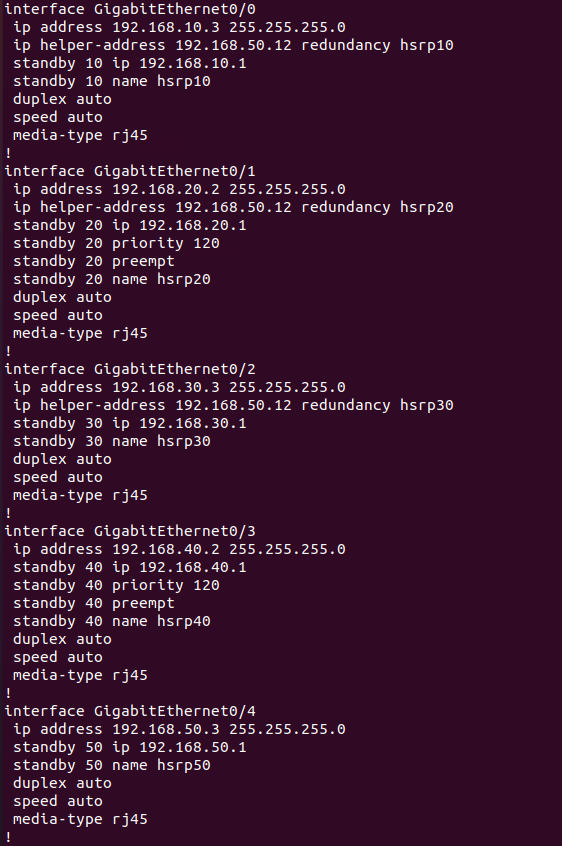 interface GigabitEthernet0/0
 ip address 192.168.10.3 255.255.255.0
 ip helper-address 192.168.50.12 redundancy hsrp10
 standby 10 ip 192.168.10.1
 standby 10 name hsrp10
 duplex auto
 speed auto
 media-type rj45
!
interface GigabitEthernet0/1
 ip address 192.168.20.2 255.255.255.0
 ip helper-address 192.168.50.12 redundancy hsrp20
 standby 20 ip 192.168.20.1
 standby 20 priority 120
 standby 20 preempt
 standby 20 name hsrp20
 duplex auto
 speed auto
 media-type rj45
!
interface GigabitEthernet0/2
 ip address 192.168.30.3 255.255.255.0
 ip helper-address 192.168.50.12 redundancy hsrp30
 standby 30 ip 192.168.30.1
 standby 30 name hsrp30
 duplex auto
 speed auto
 media-type rj45
!
interface GigabitEthernet0/3
 ip address 192.168.40.2 255.255.255.0
 standby 40 ip 192.168.40.1
 standby 40 priority 120
 standby 40 preempt
 standby 40 name hsrp40
 duplex auto
 speed auto
 media-type rj45
!
interface GigabitEthernet0/4
 ip address 192.168.50.3 255.255.255.0
 standby 50 ip 192.168.50.1
 standby 50 name hsrp50
 duplex auto
 speed auto
 media-type rj45
!